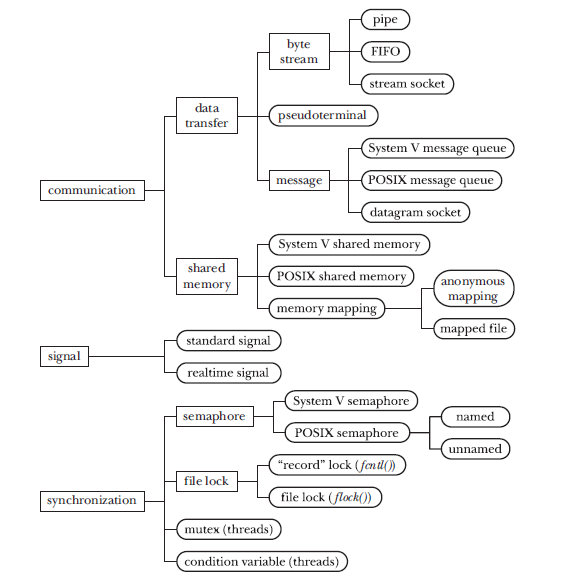 pipe
byte
stream
FIFO
stream socket
data
transfer
pseudoterminal
System V message queue
message
POSIX message queue
datagram socket
communication
System V shared memory
shared
memory
POSIX shared memory
anonymous
mapping
memory mapping
mapped file
standard signal
signal
realtime signal
System V semaphore
semaphore
named
POSIX semaphore
unnamed
"record" lock (fcntl())
file lock
file lock (flock())
synchronization
mutex (threads)
condition variable (threads)